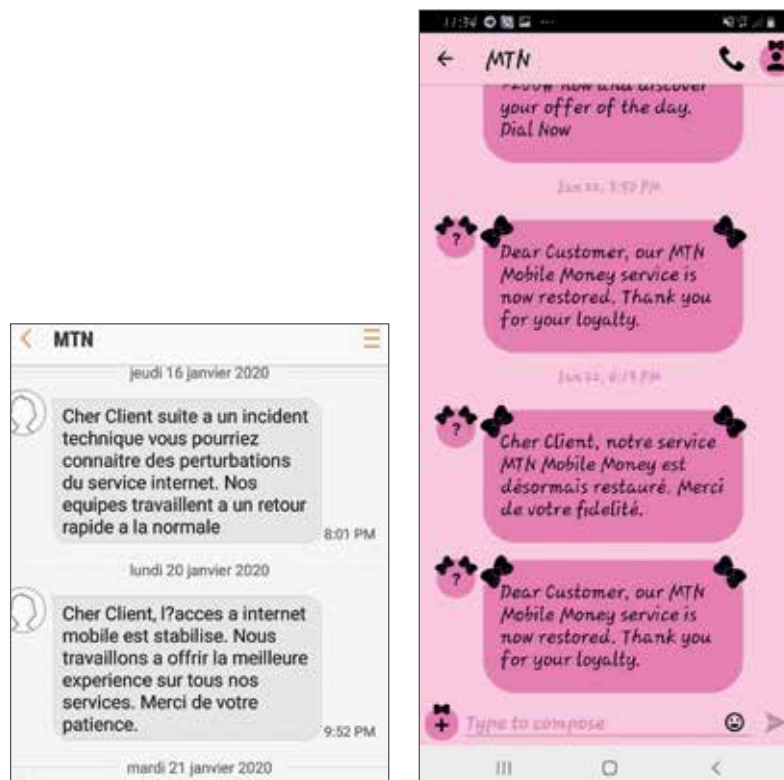 MTN
jeudi 16 janvier 2020
Cher Client suite a un incident
technique vous pourriez
connaitre des perturbations
du service internet. Nos
equipes travaillent a un retour
rapide a la normale
8:01 PM
lundi 20 janvier 2020
Cher Client, l?acces a internet
mobile est stabilise. Nous
travaillons a offrir la meilleure
experience sur tous nos
services. Merci de votre
patience.
9:52 PM
mardi 21 janvier 2020
11:34
MTN
now and discover
your offer of the day.
Dial Now
?
Dear Customer, our MTN
Mobile Money service is
now restored. Thank you
for your loyalty.
?
Cher Client, notre service
MTN Mobile Money est
désormais restauré. Merci
de votre fidelité.
?
Dear Customer, our MTN
Mobile Money service is
now restored. Thank you
for your loyalty.
Type to compose